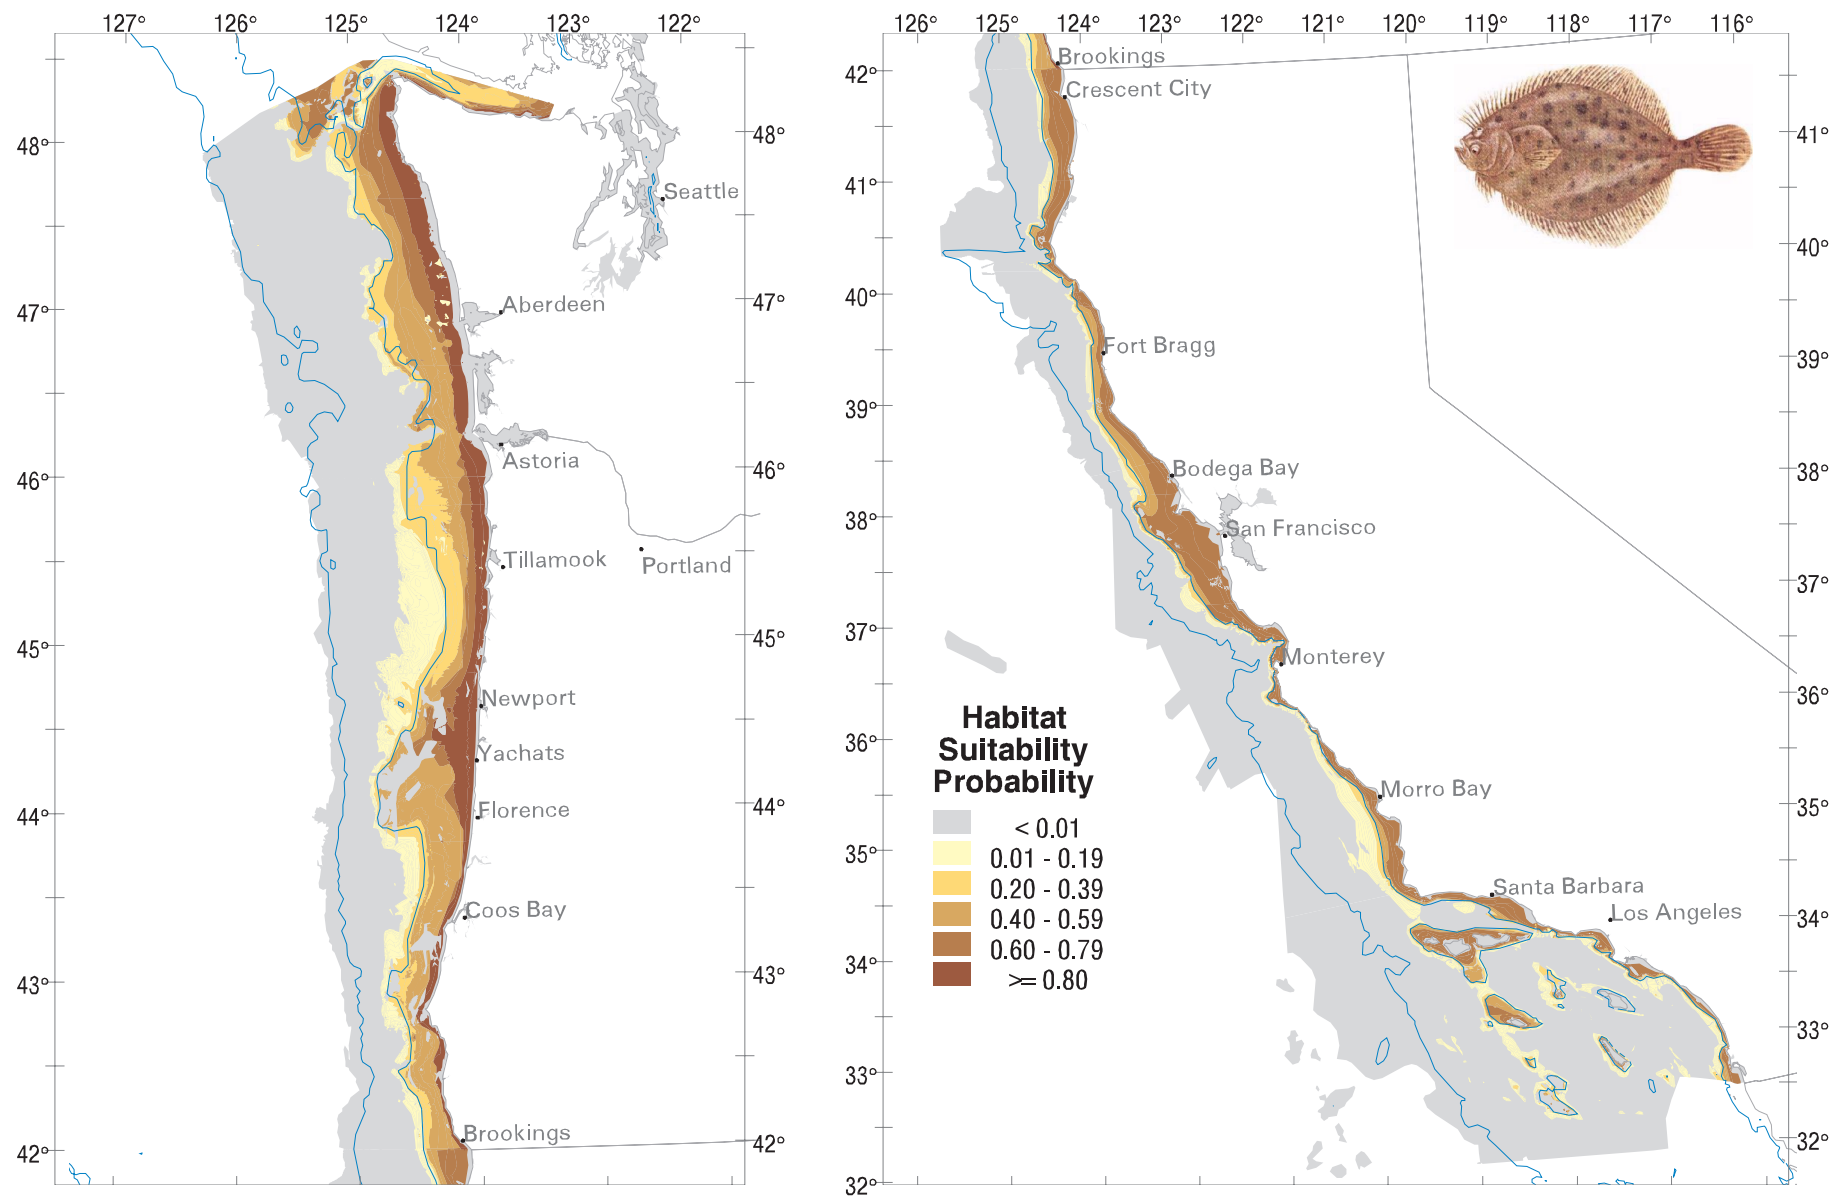 127° 126° 125° 124° 123° 122°
48°
47°
46°
45°
44°
43°
42°
48°
47°
46°
45°
44°
43°
42°
Seattle
Aberdeen
Astoria
Tillamook
Portland
Newport
Yachats
Florence
Coos Bay
Brookings
126° 125° 124° 123° 122° 121° 120° 119° 118° 117° 116°
42°
41°
40°
39°
38°
37°
36°
35°
34°
33°
32°
41°
40°
39°
38°
37°
36°
35°
34°
33°
32°
Brookings
Crescent City
Fort Bragg
Bodega Bay
San Francisco
Monterey
Morro Bay
Santa Barbara
Los Angeles
Habitat
Suitability
Probability
< 0.01
0.01 - 0.19
0.20 - 0.39
0.40 - 0.59
0.60 - 0.79
>= 0.80